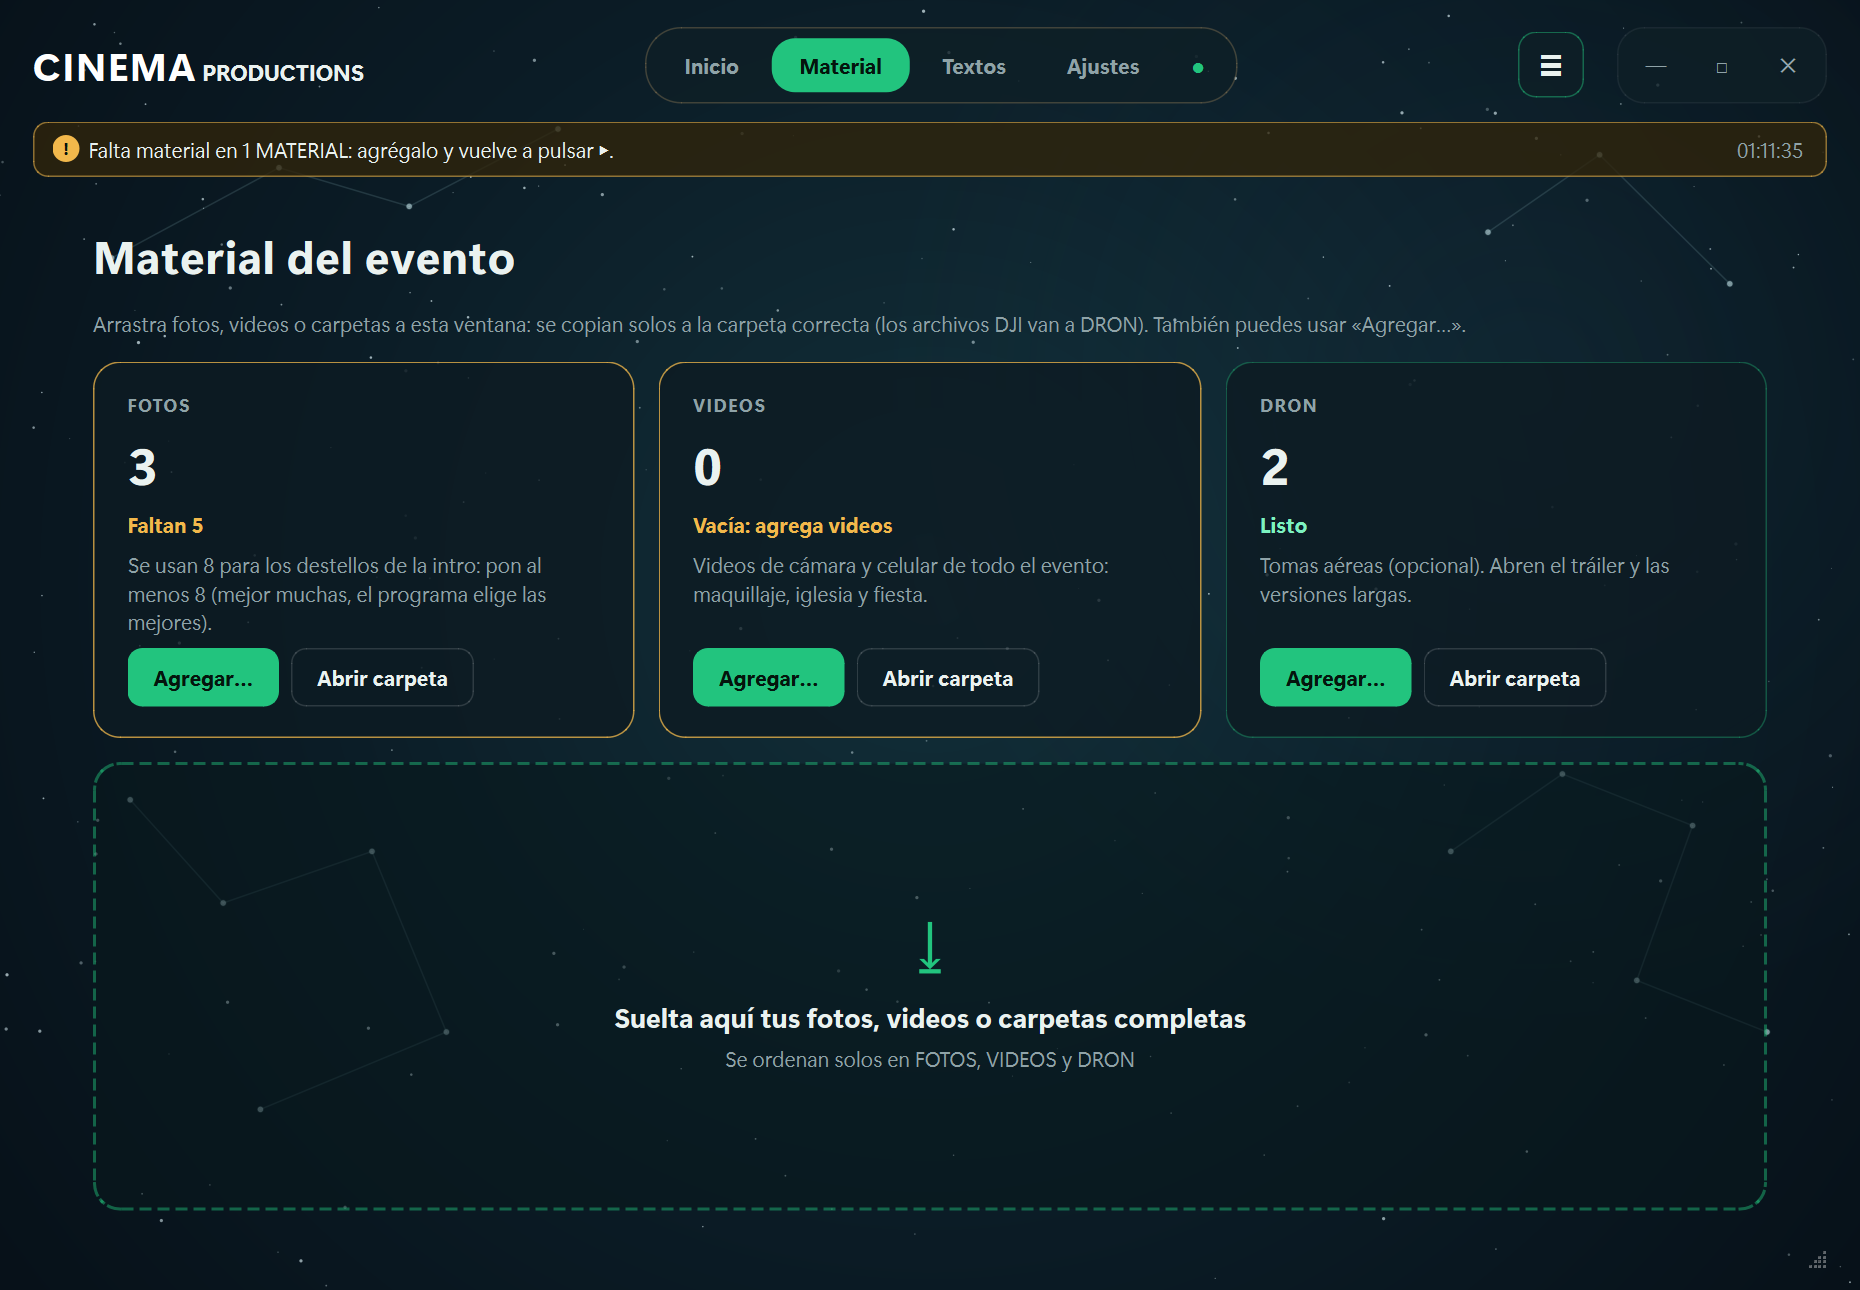 CINEMA PRODUCTIONS
Inicio
Material
Textos
Ajustes
Falta material en 1 MATERIAL: agrégalo y vuelve a pulsar ▸.
01:11:35
Material del evento
Arrastra fotos, videos o carpetas a esta ventana: se copian solos a la carpeta correcta (los archivos DJI van a DRON). También puedes usar «Agregar...».
FOTOS
3
Faltan 5
Se usan 8 para los destellos de la intro: pon al
menos 8 (mejor muchas, el programa elige las
mejores).
Agregar...
Abrir carpeta
VIDEOS
0
Vacía: agrega videos
Videos de cámara y celular de todo el evento:
maquillaje, iglesia y fiesta.
Agregar...
Abrir carpeta
DRON
2
Listo
Tomas aéreas (opcional). Abren el tráiler y las
versiones largas.
Agregar...
Abrir carpeta
Suelta aquí tus fotos, videos o carpetas completas
Se ordenan solos en FOTOS, VIDEOS y DRON